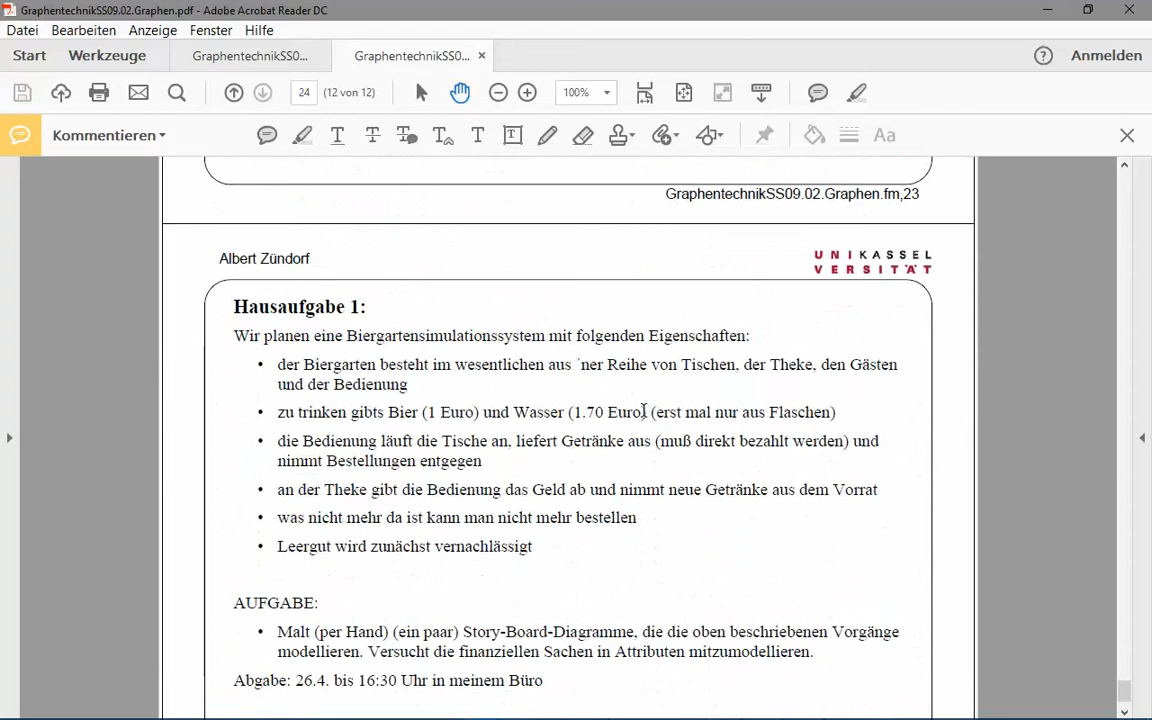 GraphentechnikSS09.02.Graphen.pdf - Adobe Acrobat Reader DC
Datei Bearbeiten Anzeige Fenster Hilfe
Start Werkzeuge GraphentechnikSS0... GraphentechnikSS0... Anmelden
24 (12 von 12) 100%
Kommentieren
GraphentechnikSS09.02.Graphen.fm,23
Albert Zündorf
UNIKASSEL
VERSITÄT
Hausaufgabe 1:
Wir planen eine Biergartensimulationssystem mit folgenden Eigenschaften:
• der Biergarten besteht im wesentlichen aus ´ner Reihe von Tischen, der Theke, den Gästen
und der Bedienung
• zu trinken gibts Bier (1 Euro) und Wasser (1.70 Euro) (erst mal nur aus Flaschen)
• die Bedienung läuft die Tische an, liefert Getränke aus (muß direkt bezahlt werden) und
nimmt Bestellungen entgegen
• an der Theke gibt die Bedienung das Geld ab und nimmt neue Getränke aus dem Vorrat
• was nicht mehr da ist kann man nicht mehr bestellen
• Leergut wird zunächst vernachlässigt
AUFGABE:
• Malt (per Hand) (ein paar) Story-Board-Diagramme, die die oben beschriebenen Vorgänge
modellieren. Versucht die finanziellen Sachen in Attributen mitzumodellieren.
Abgabe: 26.4. bis 16:30 Uhr in meinem Büro